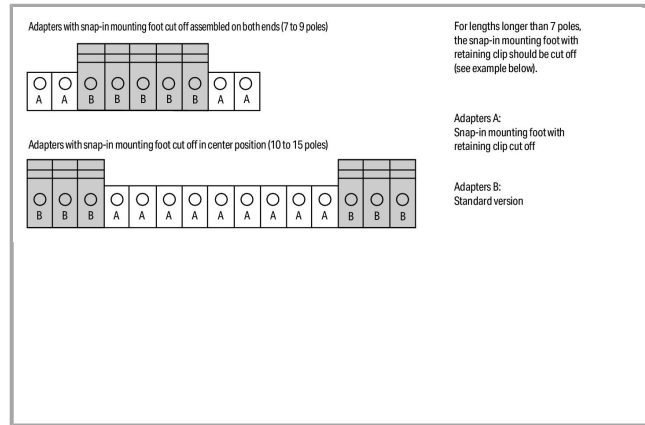 Adapters with snap-in mounting foot cut off assembled on both ends (7 to 9 poles)
A A B B B B B A A
Adapters with snap-in mounting foot cut off in center position (10 to 15 poles)
B B B A A A A A A A A A B B B
For lengths longer than 7 poles,
the snap-in mounting foot with
retaining clip should be cut off
(see example below).
Adapters A:
Snap-in mounting foot with
retaining clip cut off
Adapters B:
Standard version